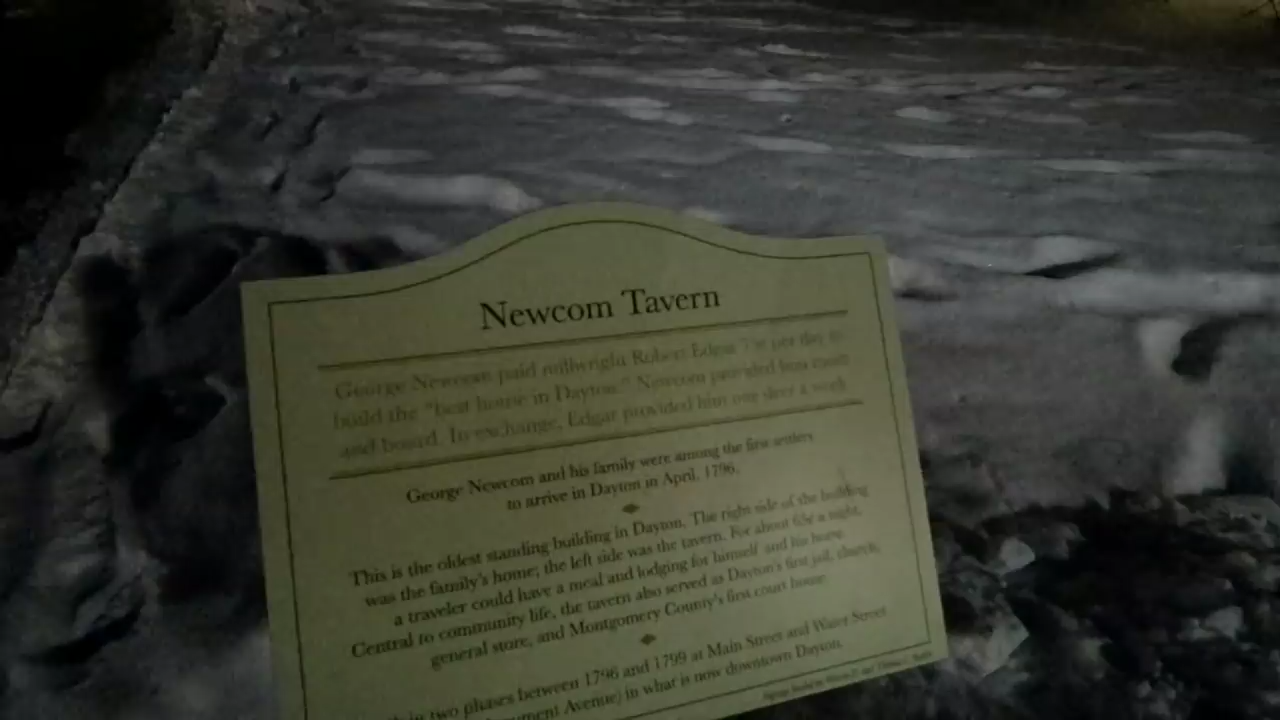 Newcom Tavern
George Newcom paid millwright Robert Edgar 75¢ per day to
build the "best house in Dayton." Newcom provided him room
and board. In exchange, Edgar provided him one deer a week.
George Newcom and his family were among the first settlers
to arrive in Dayton in April, 1796.
This is the oldest standing building in Dayton. The right side of the building
was the family's home; the left side was the tavern. For about 65¢ a night,
a traveler could have a meal and lodging for himself and his horse.
Central to community life, the tavern also served as Dayton's first jail, church,
general store, and Montgomery County's first court house.
in two phases between 1796 and 1799 at Main Street and Water Street
Avenue) in what is now downtown Dayton.